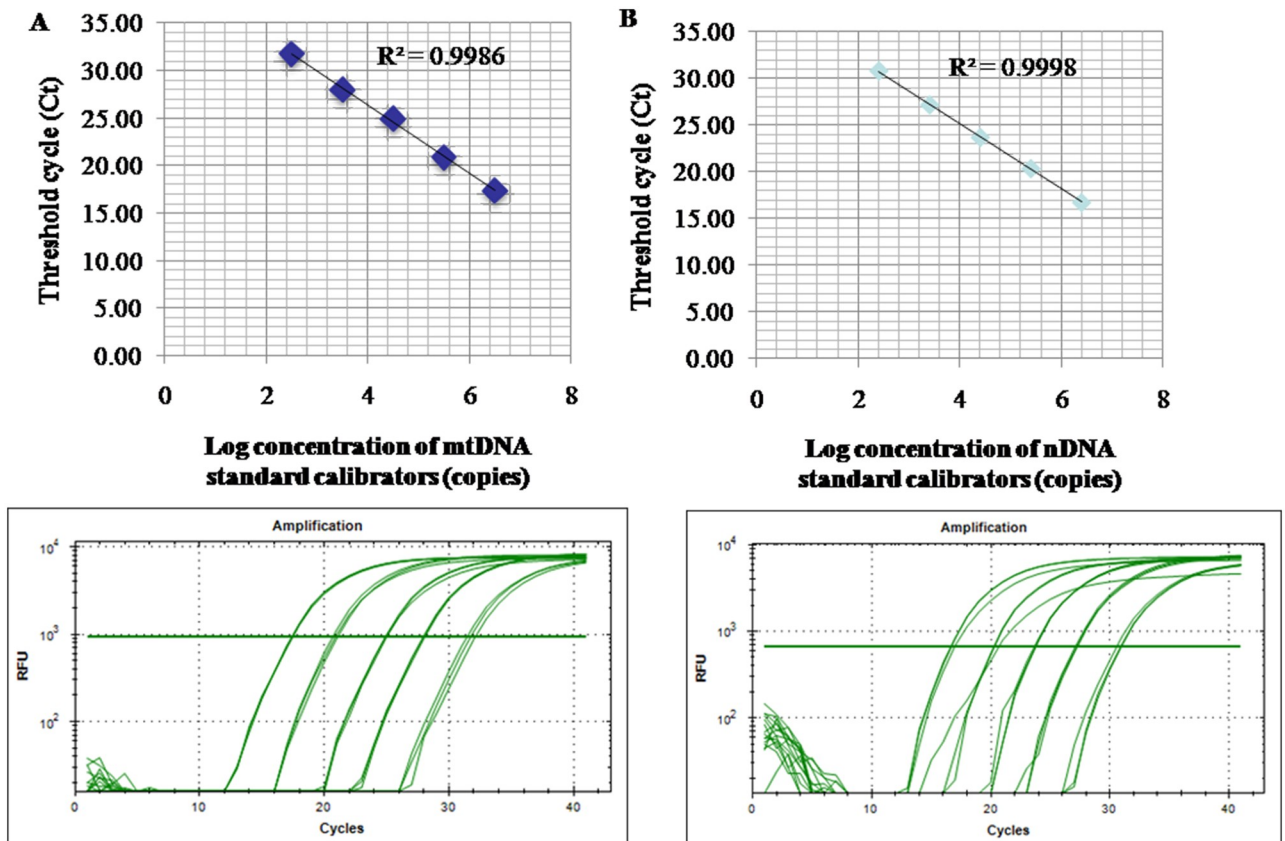 A
R² = 0.9986
Threshold cycle (Ct)
35.00
30.00
25.00
20.00
15.00
10.00
5.00
0.00
0 2 4 6 8
Log concentration of mtDNA
standard calibrators (copies)
B
R² = 0.9998
Threshold cycle (Ct)
35.00
30.00
25.00
20.00
15.00
10.00
5.00
0.00
0 2 4 6 8
Log concentration of nDNA
standard calibrators (copies)
Amplification
RFU
10⁴
10³
10²
0 10 20 30 40
Cycles
Amplification
RFU
10⁴
10³
10²
0 10 20 30 40
Cycles